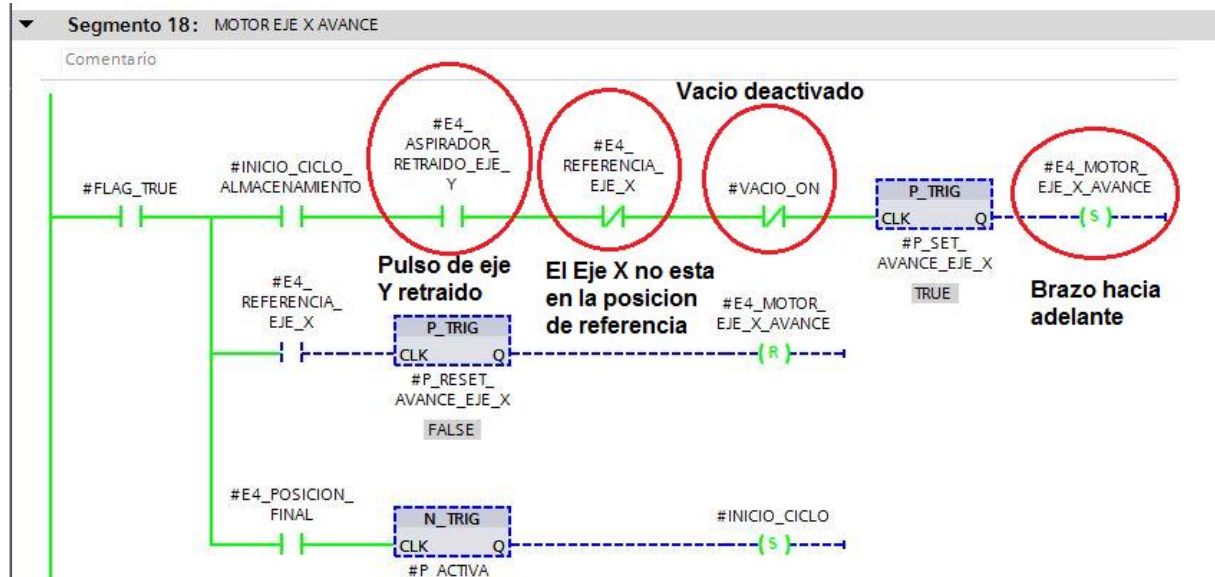 Segmento 18: MOTOR EJE X AVANCE
Comentario
Vacio deactivado
#FLAG_TRUE
#INICIO_CICLO_
ALMACENAMIENTO
#E4_
ASPIRADOR_
RETRAIDO_EJE_
Y
#E4_
REFERENCIA_
EJE_X
#VACIO_ON
P_TRIG
CLK Q
#P_SET_
AVANCE_EJE_X
TRUE
#E4_MOTOR_
EJE_X_AVANCE
S
Pulso de eje
Y retraido
El Eje X no esta
en la posicion
de referencia
Brazo hacia
adelante
#E4_
REFERENCIA_
EJE_X
P_TRIG
CLK Q
#P_RESET_
AVANCE_EJE_X
FALSE
#E4_MOTOR_
EJE_X_AVANCE
R
#E4_POSICION_
FINAL
N_TRIG
CLK Q
#P_ACTIVA
#INICIO_CICLO
S